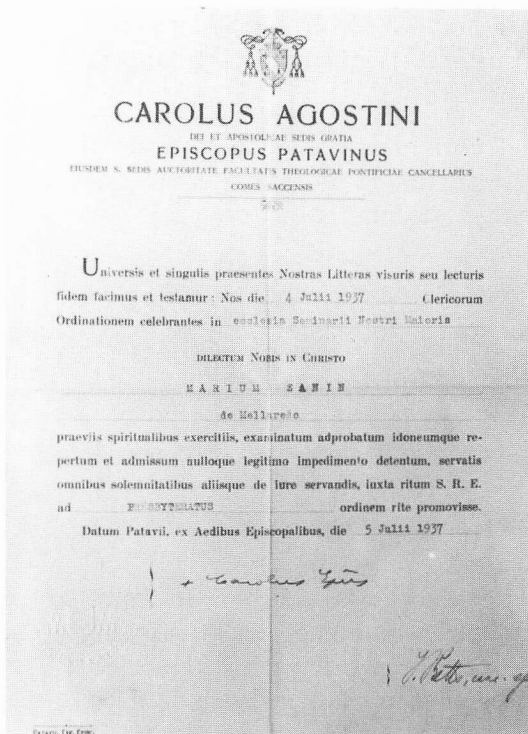 CAROLUS AGOSTINI
DEI ET APOSTOLICAE SEDIS GRATIA
EPISCOPUS PATAVINUS
EIUSDEM S. SEDIS AUCTORITATE FACULTATIS THEOLOGICAE PONTIFICIAE CANCELLARIUS
COMES SACCENSIS
Universis et singulis praesentes Nostras Litteras visuris seu lecturis
fidem facimus et testamur: Nos die 4 Julii 1937 Clericorum
Ordinationem celebrantes in ecclesia Seminarii Nostri Maioris
DILECTUM NOBIS IN CHRISTO
MARIUM ZANIN
de Mellaredo
praeviis spiritualibus exercitiis, examinatum adprobatum idoneumque re-
pertum et admissum nulloque legitimo impedimento detentum, servatis
omnibus solemnitatibus aliisque de iure servandis, iuxta ritum S. R. E.
ad PRESBYTERATUS ordinem rite promovisse.
Datum Patavii, ex Aedibus Episcopalibus, die 5 Julii 1937
+ Carolus Epūs